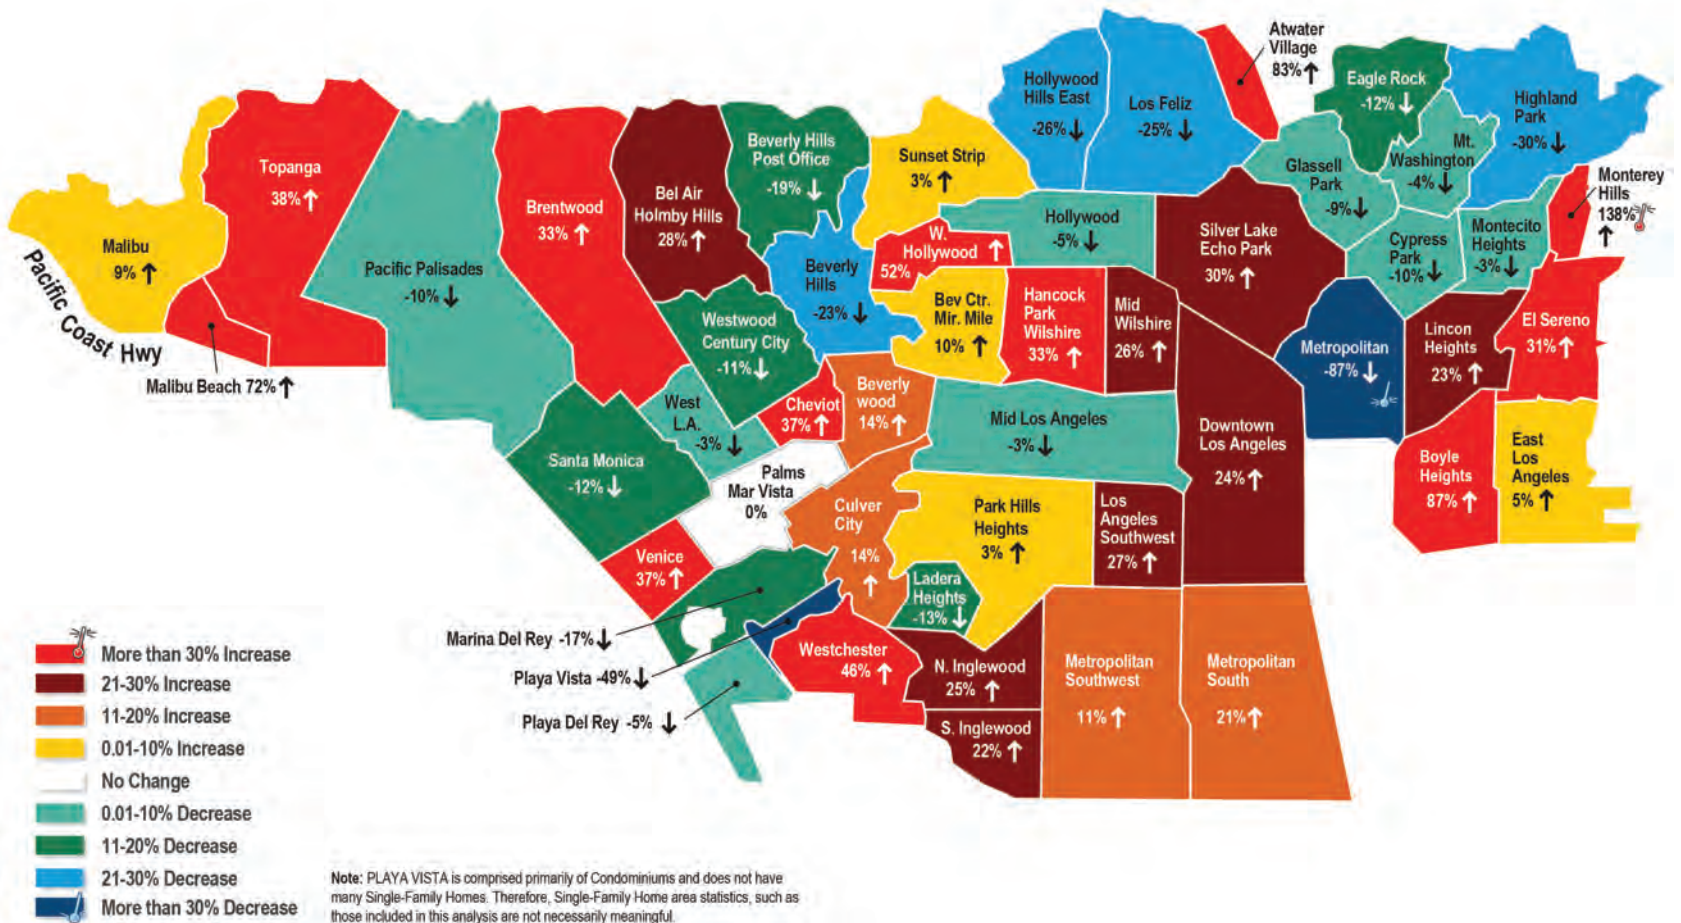 Malibu
9%
Pacific Coast Hwy
Malibu Beach 72%
Topanga
38%
Pacific Palisades
-10%
Brentwood
33%
Bel Air
Holmby Hills
28%
Beverly Hills
Post Office
-19%
Beverly
Hills
-23%
Sunset Strip
3%
W.
Hollywood
52%
Hollywood
Hills East
-26%
Los Feliz
-25%
Atwater
Village
83%
Eagle Rock
-12%
Highland
Park
-30%
Mt.
Washington
-4%
Glassell
Park
-9%
Monterey
Hills
138%
Montecito
Heights
-3%
Cypress
Park
-10%
Hollywood
-5%
Silver Lake
Echo Park
30%
Bev Ctr.
Mir. Mile
10%
Hancock
Park
Wilshire
33%
Mid
Wilshire
26%
Metropolitan
-87%
Lincon
Heights
23%
El Sereno
31%
Westwood
Century City
-11%
West
L.A.
-3%
Cheviot
37%
Beverly
wood
14%
Mid Los Angeles
-3%
Downtown
Los Angeles
24%
Boyle
Heights
87%
East
Los
Angeles
5%
Santa Monica
-12%
Palms
Mar Vista
0%
Culver
City
14%
Park Hills
Heights
3%
Los
Angeles
Southwest
27%
Venice
37%
Ladera
Heights
-13%
Marina Del Rey -17%
Playa Vista -49%
Playa Del Rey -5%
Westchester
46%
N. Inglewood
25%
S. Inglewood
22%
Metropolitan
Southwest
11%
Metropolitan
South
21%
More than 30% Increase
21-30% Increase
11-20% Increase
0.01-10% Increase
No Change
0.01-10% Decrease
11-20% Decrease
21-30% Decrease
More than 30% Decrease
Note: PLAYA VISTA is comprised primarily of Condominiums and does not have
many Single-Family Homes. Therefore, Single-Family Home area statistics, such as
those included in this analysis are not necessarily meaningful.